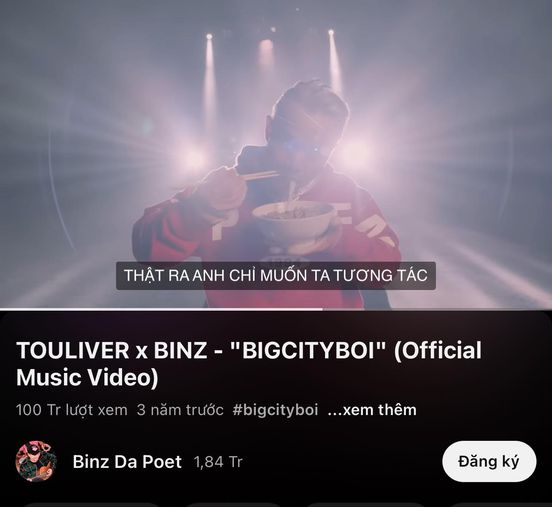 THẬT RA ANH CHỈ MUỐN TA TƯƠNG TÁC
TOULIVER x BINZ - "BIGCITYBOI" (Official
Music Video)
100 Tr lượt xem 3 năm trước #bigcityboi ...xem thêm
Binz Da Poet 1,84 Tr
Đăng ký